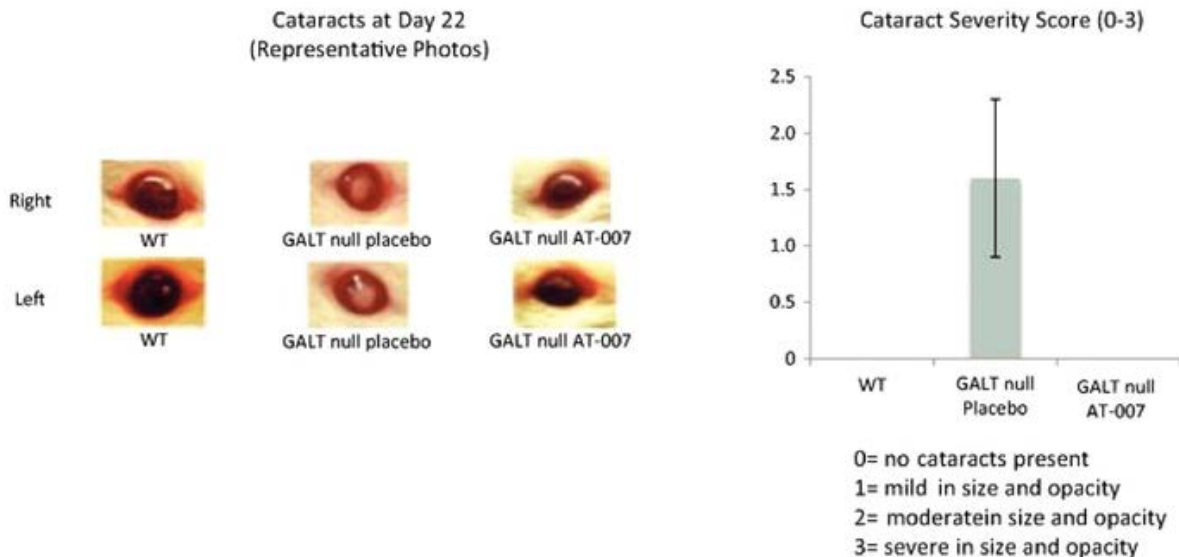 Cataracts at Day 22
(Representative Photos)
Right
WT
GALT null placebo
GALT null AT-007
Left
WT
GALT null placebo
GALT null AT-007
Cataract Severity Score (0-3)
2.5
2.0
1.5
1.0
0.5
0
WT
GALT null
Placebo
GALT null
AT-007
0= no cataracts present
1= mild in size and opacity
2= moderatein size and opacity
3= severe in size and opacity